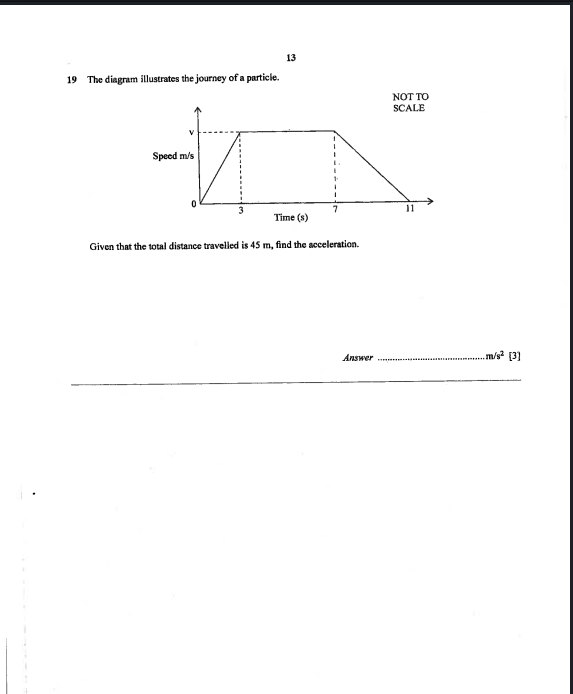 13
19 The diagram illustrates the journey of a particle.
NOT TO
SCALE
v
Speed m/s
0
3
7
11
Time (s)
Given that the total distance travelled is 45 m, find the acceleration.
Answer .............................................m/s² [3]